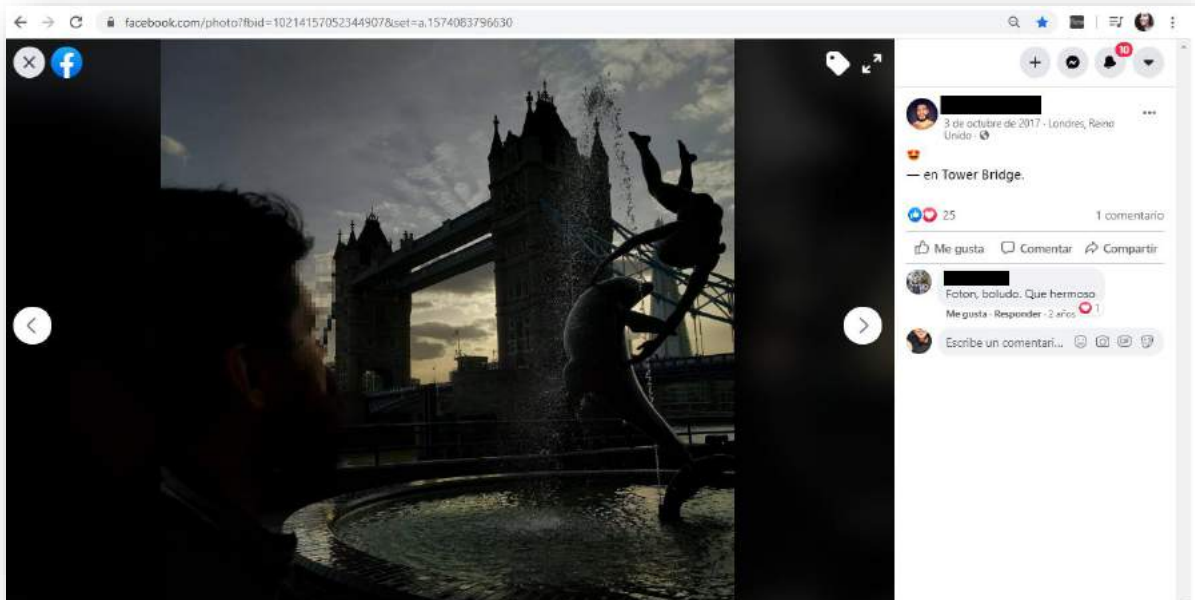 facebook.com/photo?fbid=10214157052344907&set=a.1574083796630
10
3 de octubre de 2017 · Londres, Reino
Unido ·
— en Tower Bridge.
25
1 comentario
Me gusta
Comentar
Compartir
Foton, boludo. Que hermoso
Me gusta · Responder · 2 años
1
Escribe un comentari...